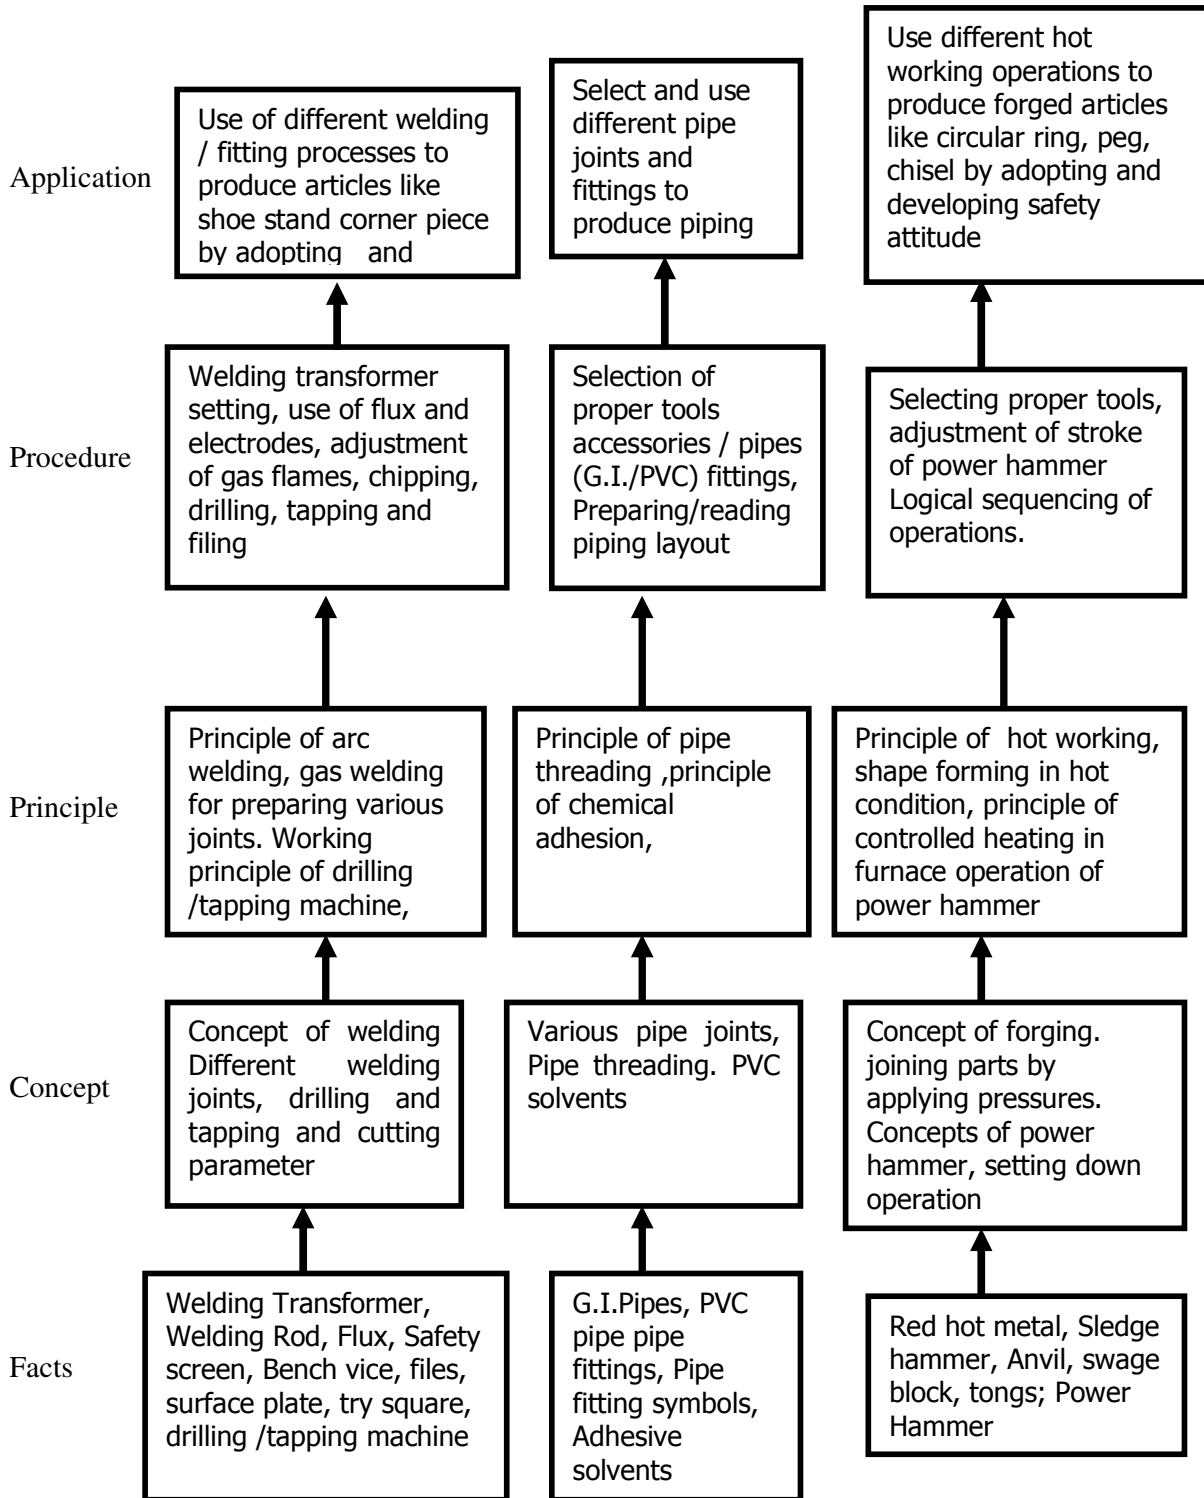 Application
Use of different welding
/ fitting processes to
produce articles like
shoe stand corner piece
by adopting and
Select and use
different pipe
joints and
fittings to
produce piping
Use different hot
working operations to
produce forged articles
like circular ring, peg,
chisel by adopting and
developing safety
attitude
Procedure
Welding transformer
setting, use of flux and
electrodes, adjustment
of gas flames, chipping,
drilling, tapping and
filing
Selection of
proper tools
accessories / pipes
(G.I./PVC) fittings,
Preparing/reading
piping layout
Selecting proper tools,
adjustment of stroke
of power hammer
Logical sequencing of
operations.
Principle
Principle of arc
welding, gas welding
for preparing various
joints. Working
principle of drilling
/tapping machine,
Principle of pipe
threading ,principle
of chemical
adhesion,
Principle of hot working,
shape forming in hot
condition, principle of
controlled heating in
furnace operation of
power hammer
Concept
Concept of welding
Different welding
joints, drilling and
tapping and cutting
parameter
Various pipe joints,
Pipe threading. PVC
solvents
Concept of forging.
joining parts by
applying pressures.
Concepts of power
hammer, setting down
operation
Facts
Welding Transformer,
Welding Rod, Flux, Safety
screen, Bench vice, files,
surface plate, try square,
drilling /tapping machine
G.I.Pipes, PVC
pipe pipe
fittings, Pipe
fitting symbols,
Adhesive
solvents
Red hot metal, Sledge
hammer, Anvil, swage
block, tongs; Power
Hammer